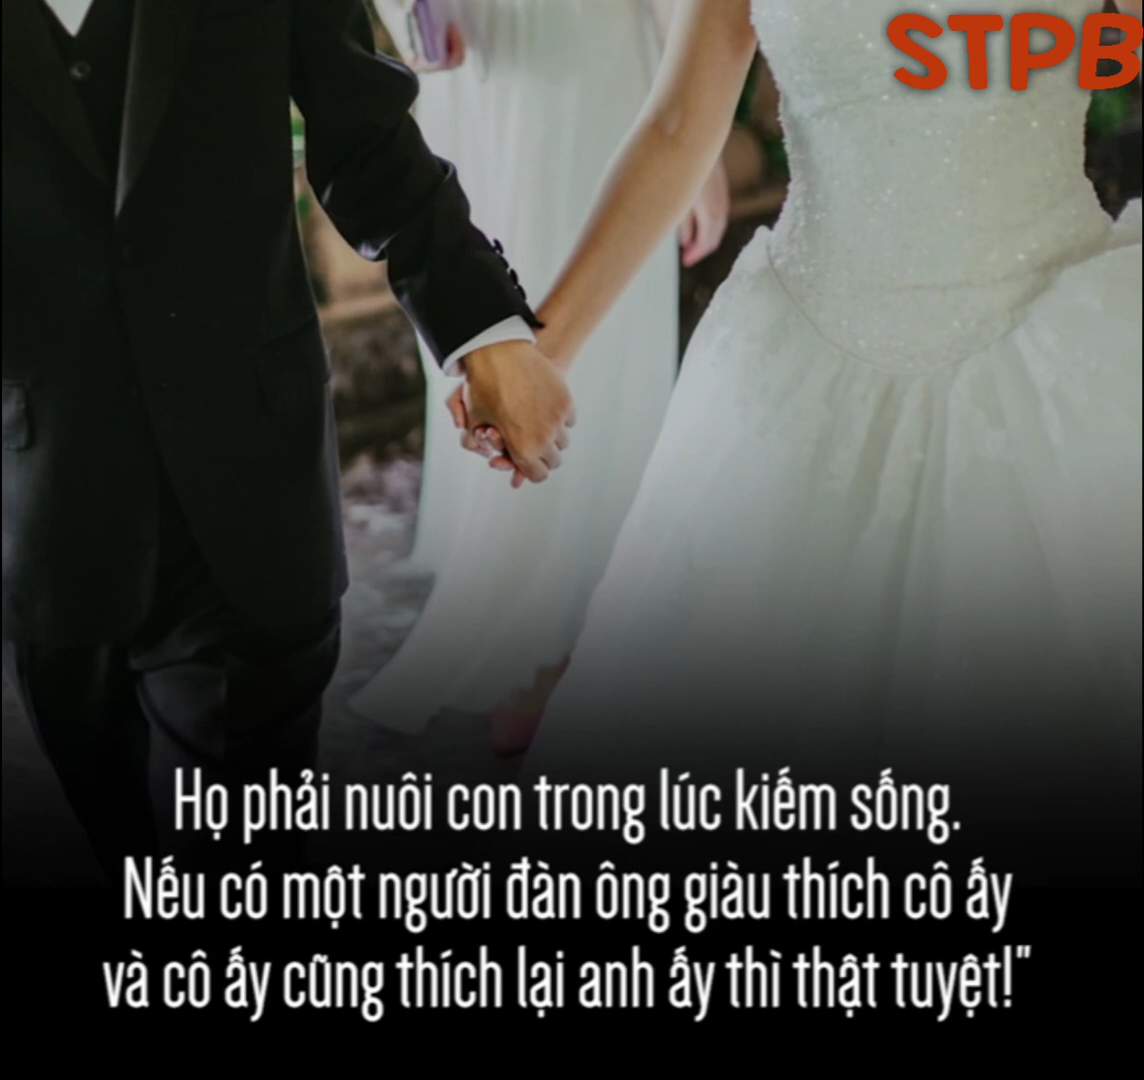 STPB
Họ phải nuôi con trong lúc kiếm sống.
Nếu có một người đàn ông giàu thích cô ấy
và cô ấy cũng thích lại anh ấy thì thật tuyệt!"